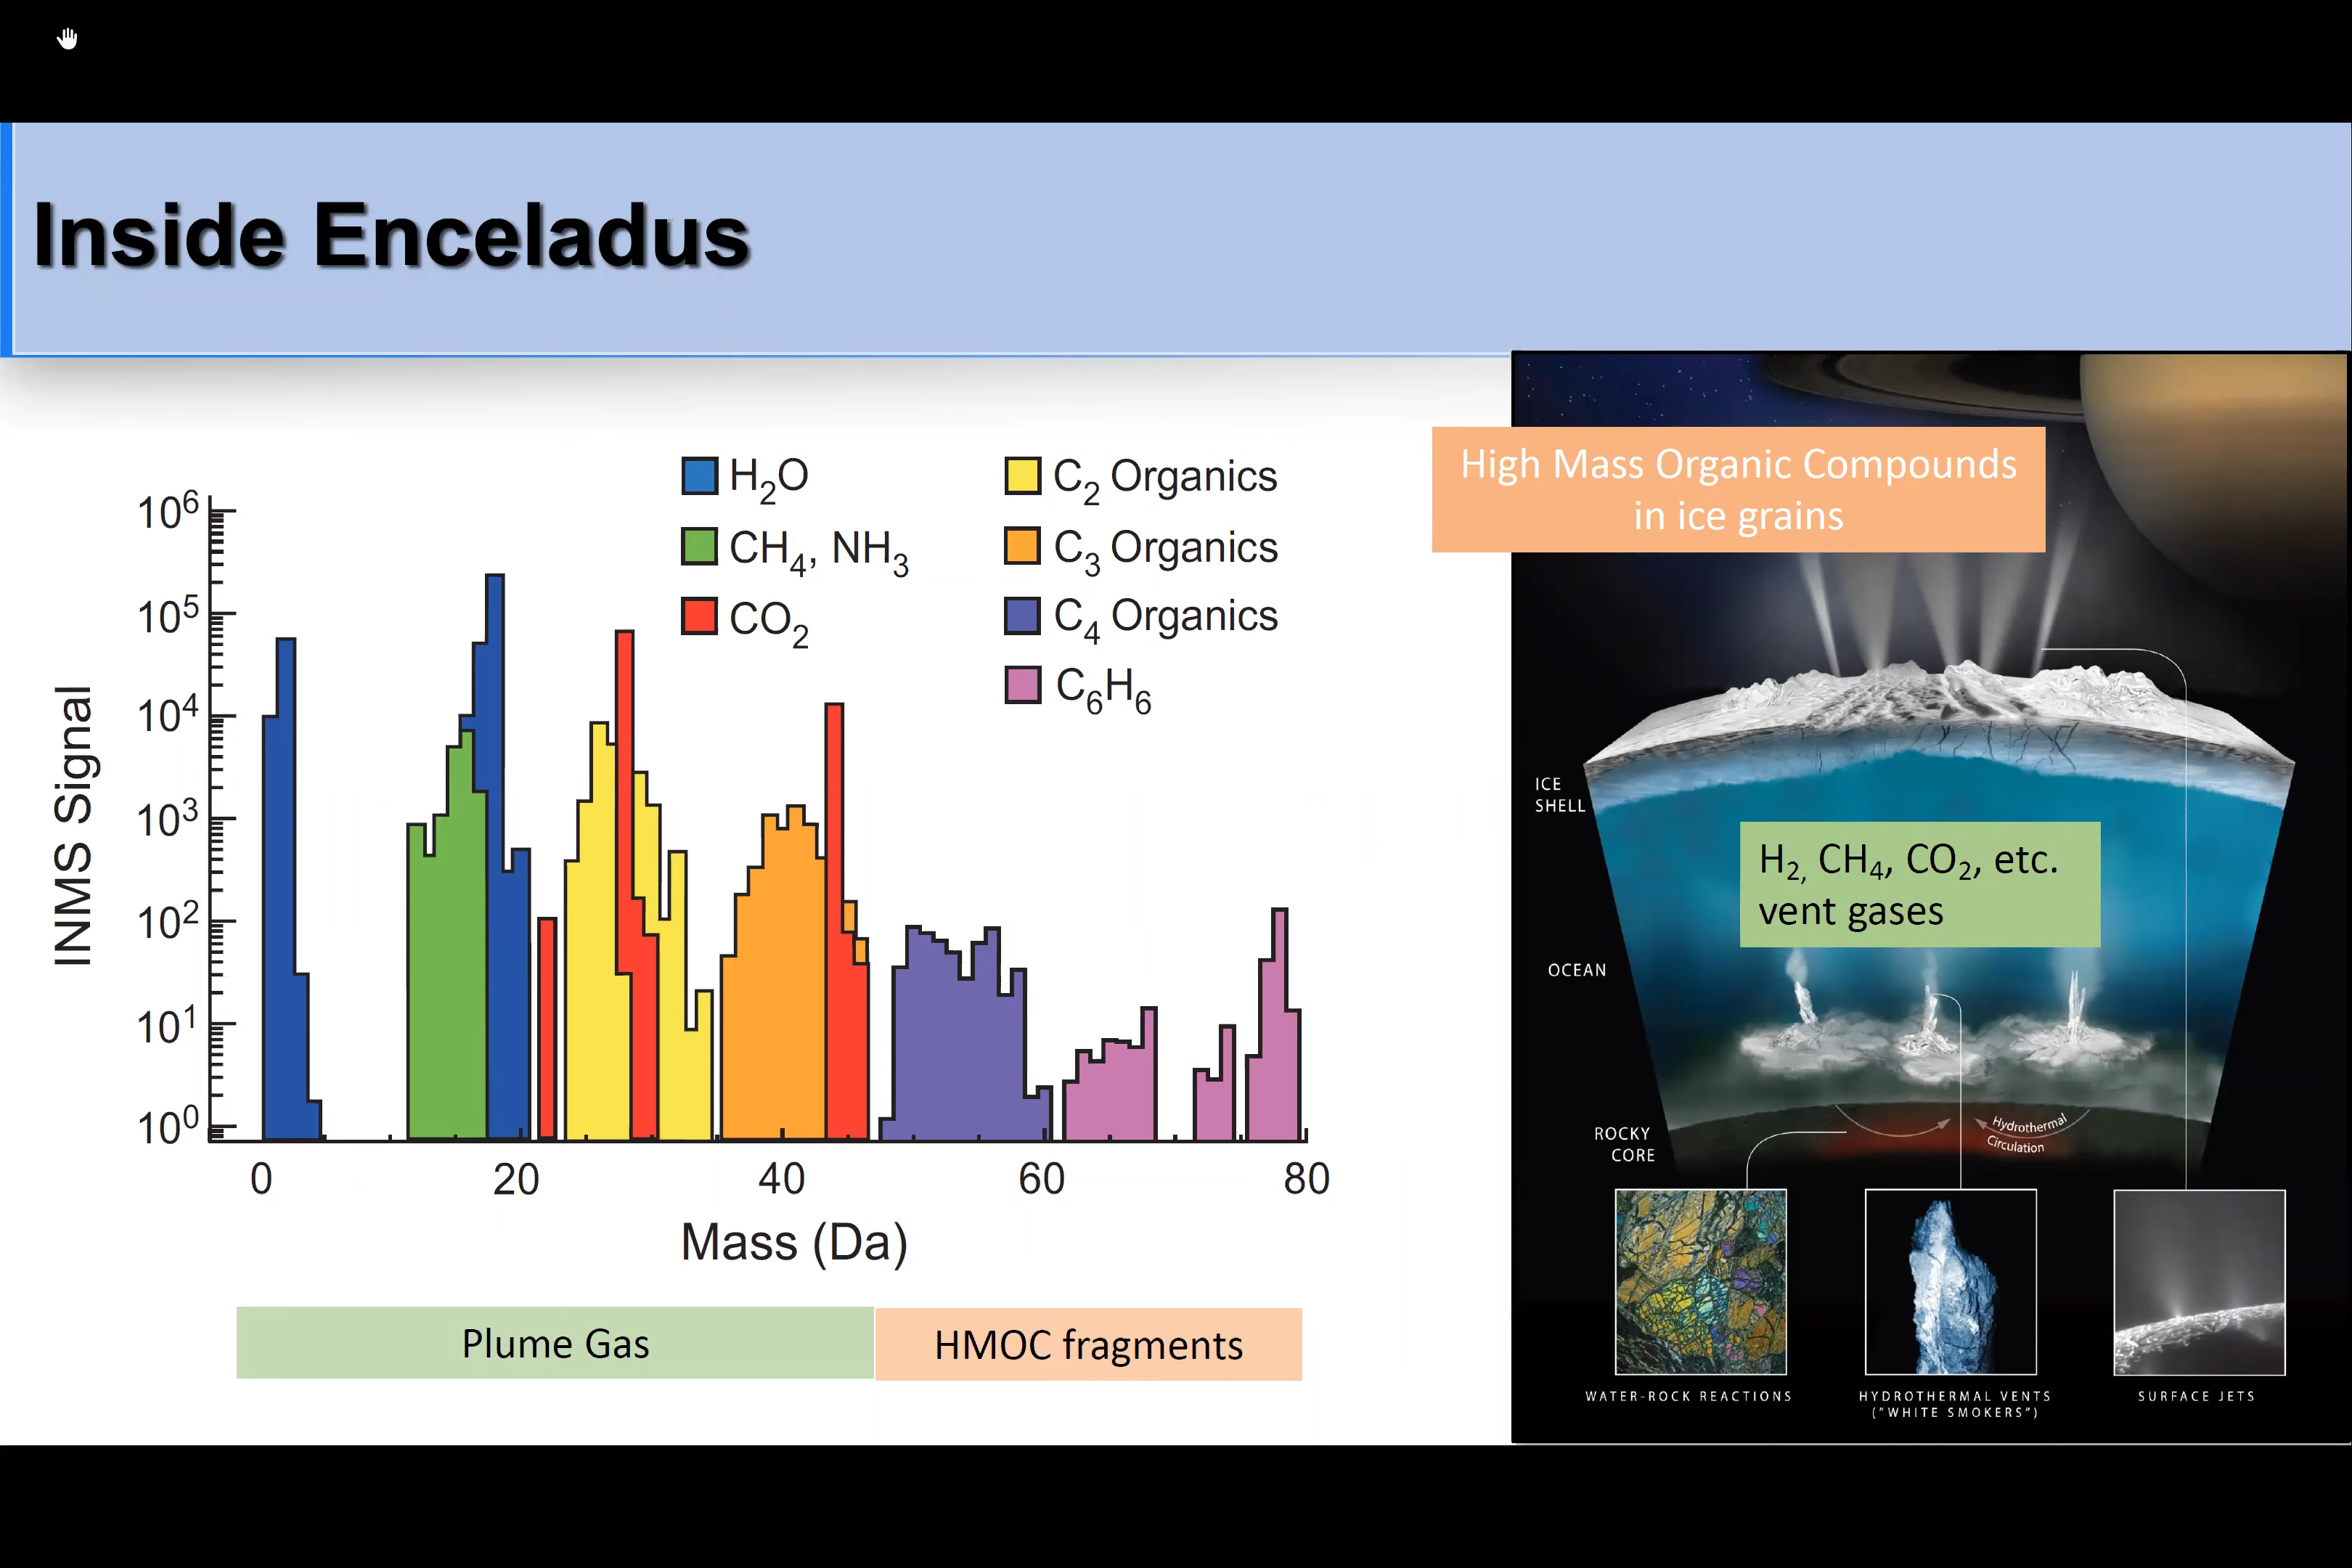 Inside Enceladus
H₂O
CH₄, NH₃
CO₂
C₂ Organics
C₃ Organics
C₄ Organics
C₆H₆
INMS Signal
10⁶
10⁵
10⁴
10³
10²
10¹
10⁰
0 20 40 60 80
Mass (Da)
Plume Gas
HMOC fragments
High Mass Organic Compounds
in ice grains
ICE
SHELL
H₂, CH₄, CO₂, etc.
vent gases
OCEAN
ROCKY
CORE
Hydrothermal
Circulation
WATER-ROCK REACTIONS
HYDROTHERMAL VENTS
("WHITE SMOKERS")
SURFACE JETS